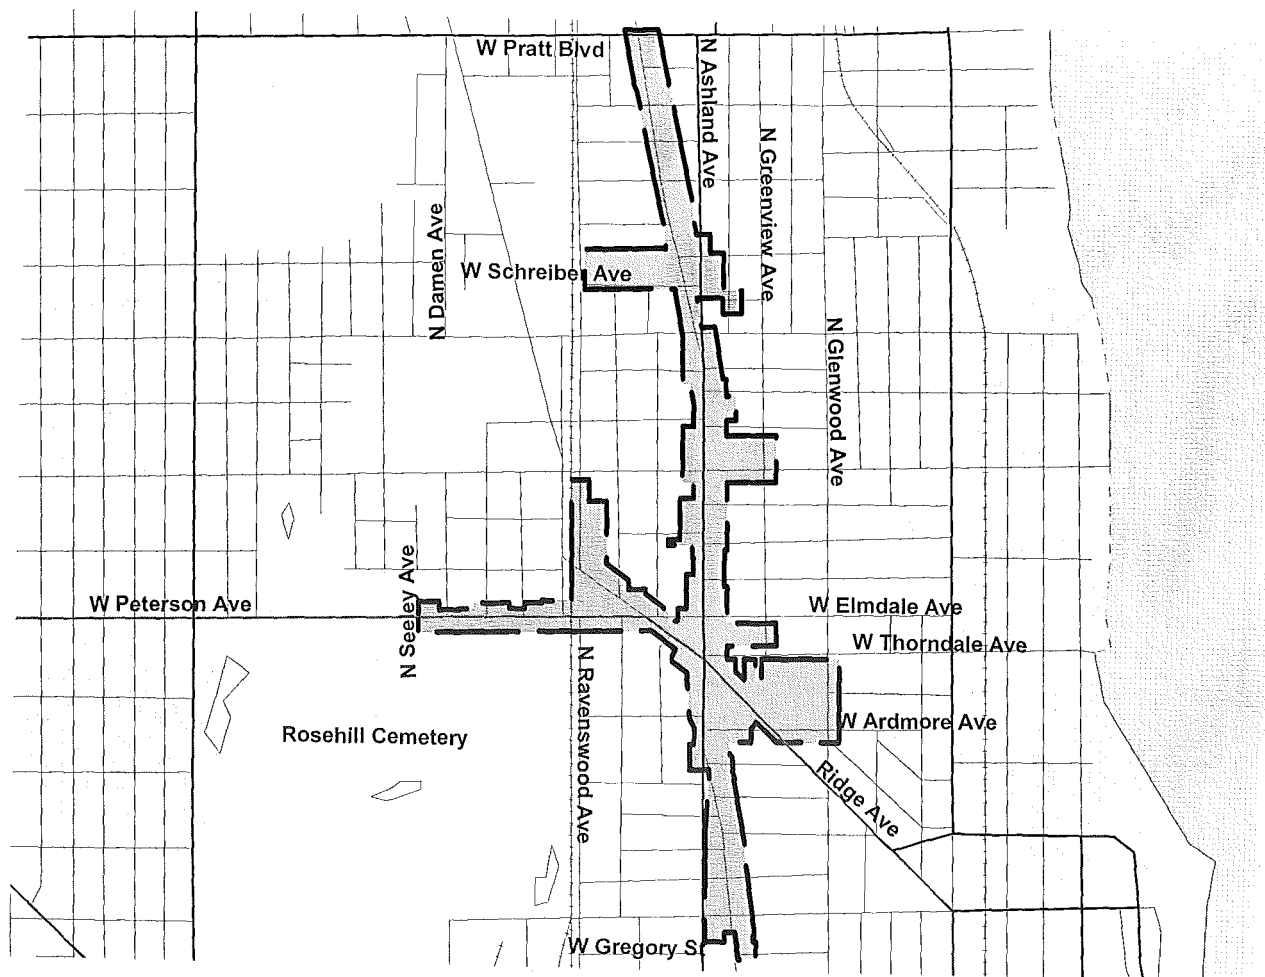 W Pratt Blvd
N Ashland Ave
N Greenview Ave
N Damen Ave
W Schreiber Ave
N Glenwood Ave
N Seeley Ave
W Peterson Ave
W Elmdale Ave
W Thorndale Ave
N Ravenswood Ave
W Ardmore Ave
Rosehill Cemetery
Ridge Ave
W Gregory S